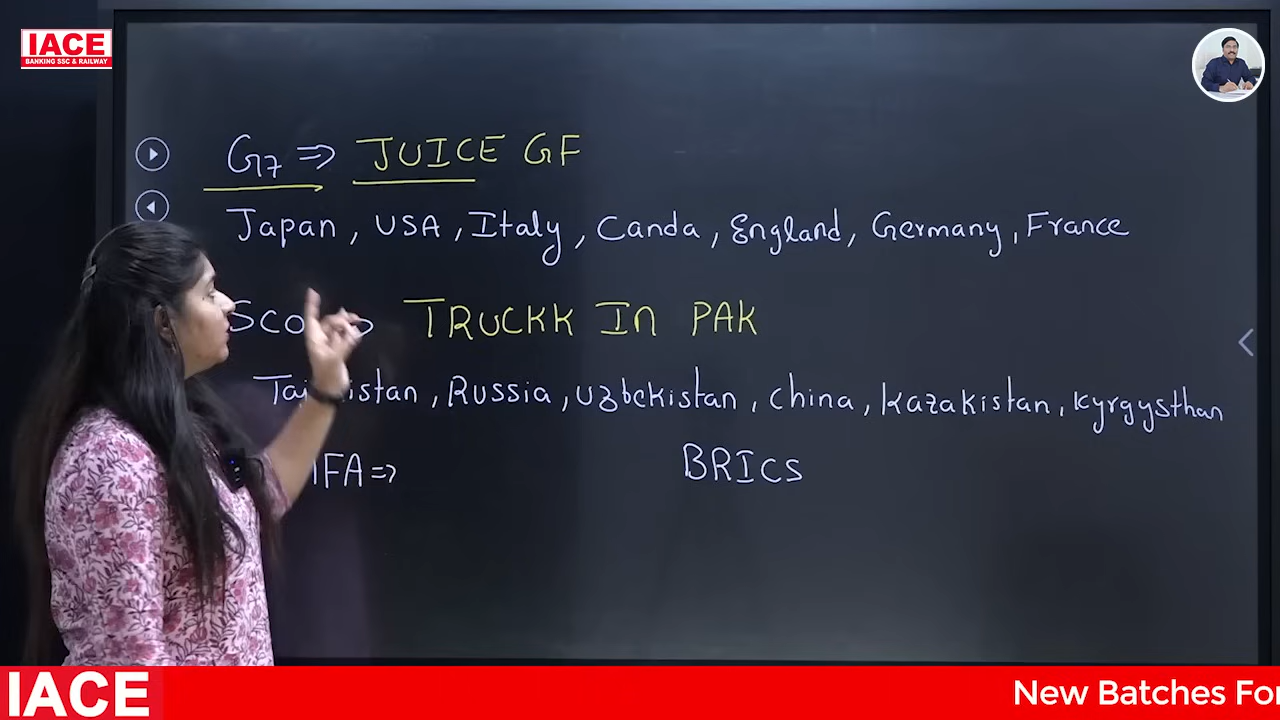 IACE
BANKING SSC & RAILWAY
G7 ⇒ JUICE GF
Japan, USA, Italy, Canda, England, Germany, France
SCO TRUCKK IN PAK
Russia, Uzbekistan, China, Kazakistan, Kyrgysthan
BRICS
IACE
New Batches For